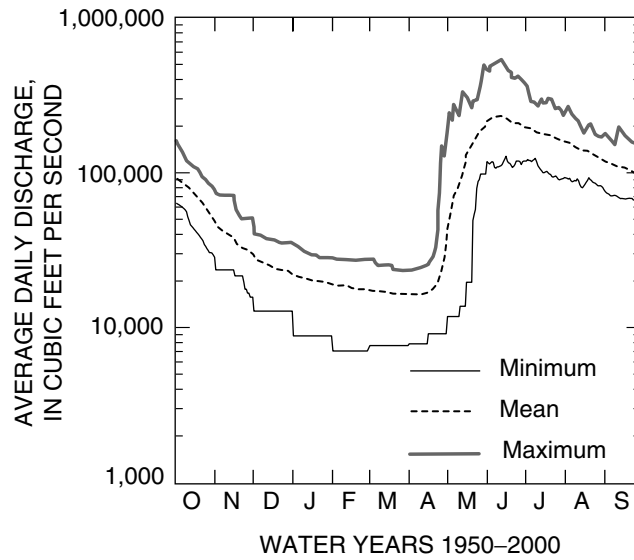 AVERAGE DAILY DISCHARGE,
IN CUBIC FEET PER SECOND
1,000,000
100,000
10,000
1,000
Minimum
Mean
Maximum
O N D J F M A M J J A S
WATER YEARS 1950–2000